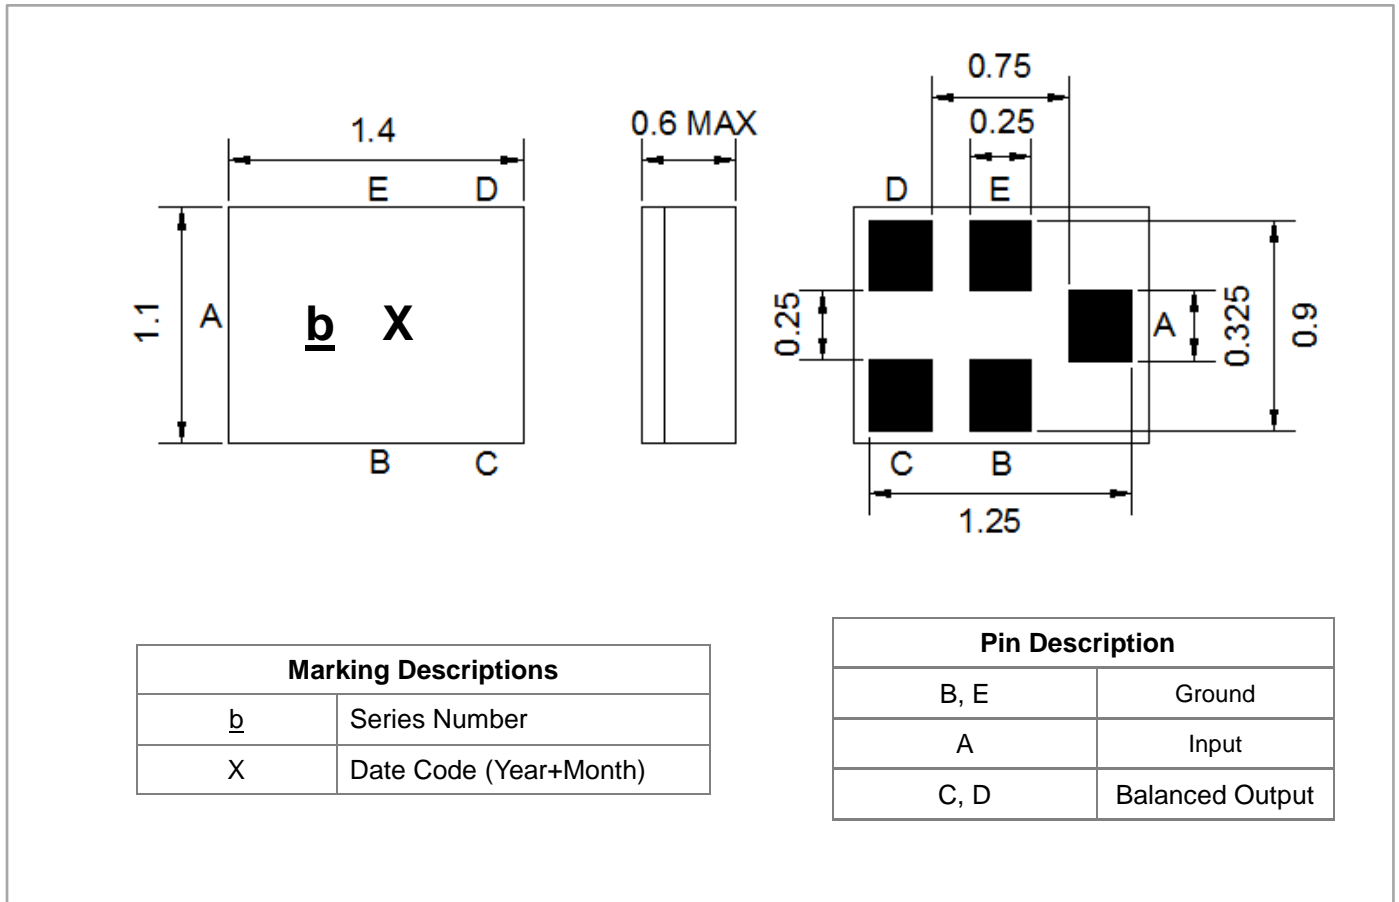 1.4
E D
1.1
A
b X
B C
0.6 MAX
0.75
0.25
D E
0.25
A
0.325
0.9
C B
1.25
Marking Descriptions
b Series Number
X Date Code (Year+Month)
Pin Description
B, E Ground
A Input
C, D Balanced Output